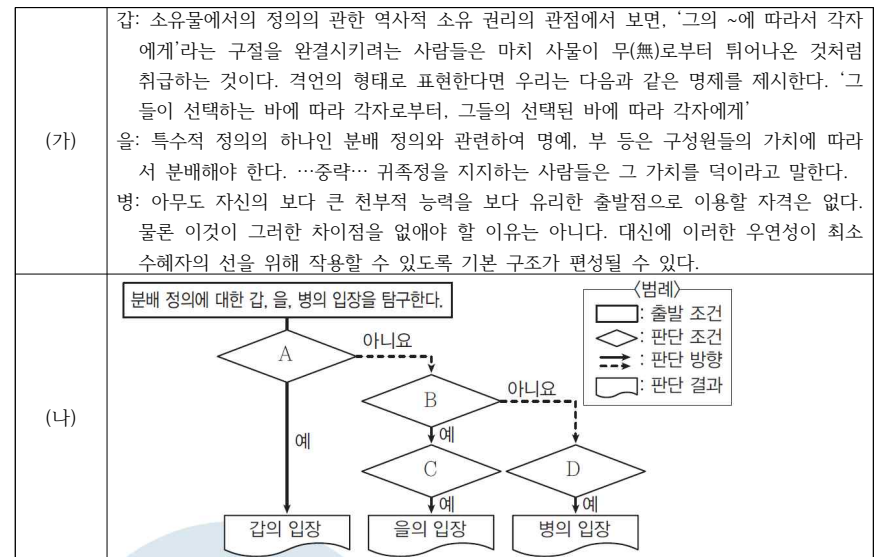 (가)
갑: 소유물에서의 정의의 관한 역사적 소유 권리의 관점에서 보면, ‘그의 ~에 따라서 각자
에게’라는 구절을 완결시키려는 사람들은 마치 사물이 무(無)로부터 튀어나온 것처럼
취급하는 것이다. 격언의 형태로 표현한다면 우리는 다음과 같은 명제를 제시한다. ‘그
들이 선택하는 바에 따라 각자로부터, 그들의 선택된 바에 따라 각자에게’
을: 특수적 정의의 하나인 분배 정의와 관련하여 명예, 부 등은 구성원들의 가치에 따라
서 분배해야 한다. …중략… 귀족정을 지지하는 사람들은 그 가치를 덕이라고 말한다.
병: 아무도 자신의 보다 큰 천부적 능력을 보다 유리한 출발점으로 이용할 자격은 없다.
물론 이것이 그러한 차이점을 없애야 할 이유는 아니다. 대신에 이러한 우연성이 최소
수혜자의 선을 위해 작용할 수 있도록 기본 구조가 편성될 수 있다.
(나)
분배 정의에 대한 갑, 을, 병의 입장을 탐구한다.
〈범례〉
: 출발 조건
: 판단 조건
: 판단 방향
: 판단 결과
A
아니요
B
아니요
예
예
C
D
예
예
갑의 입장
을의 입장
병의 입장